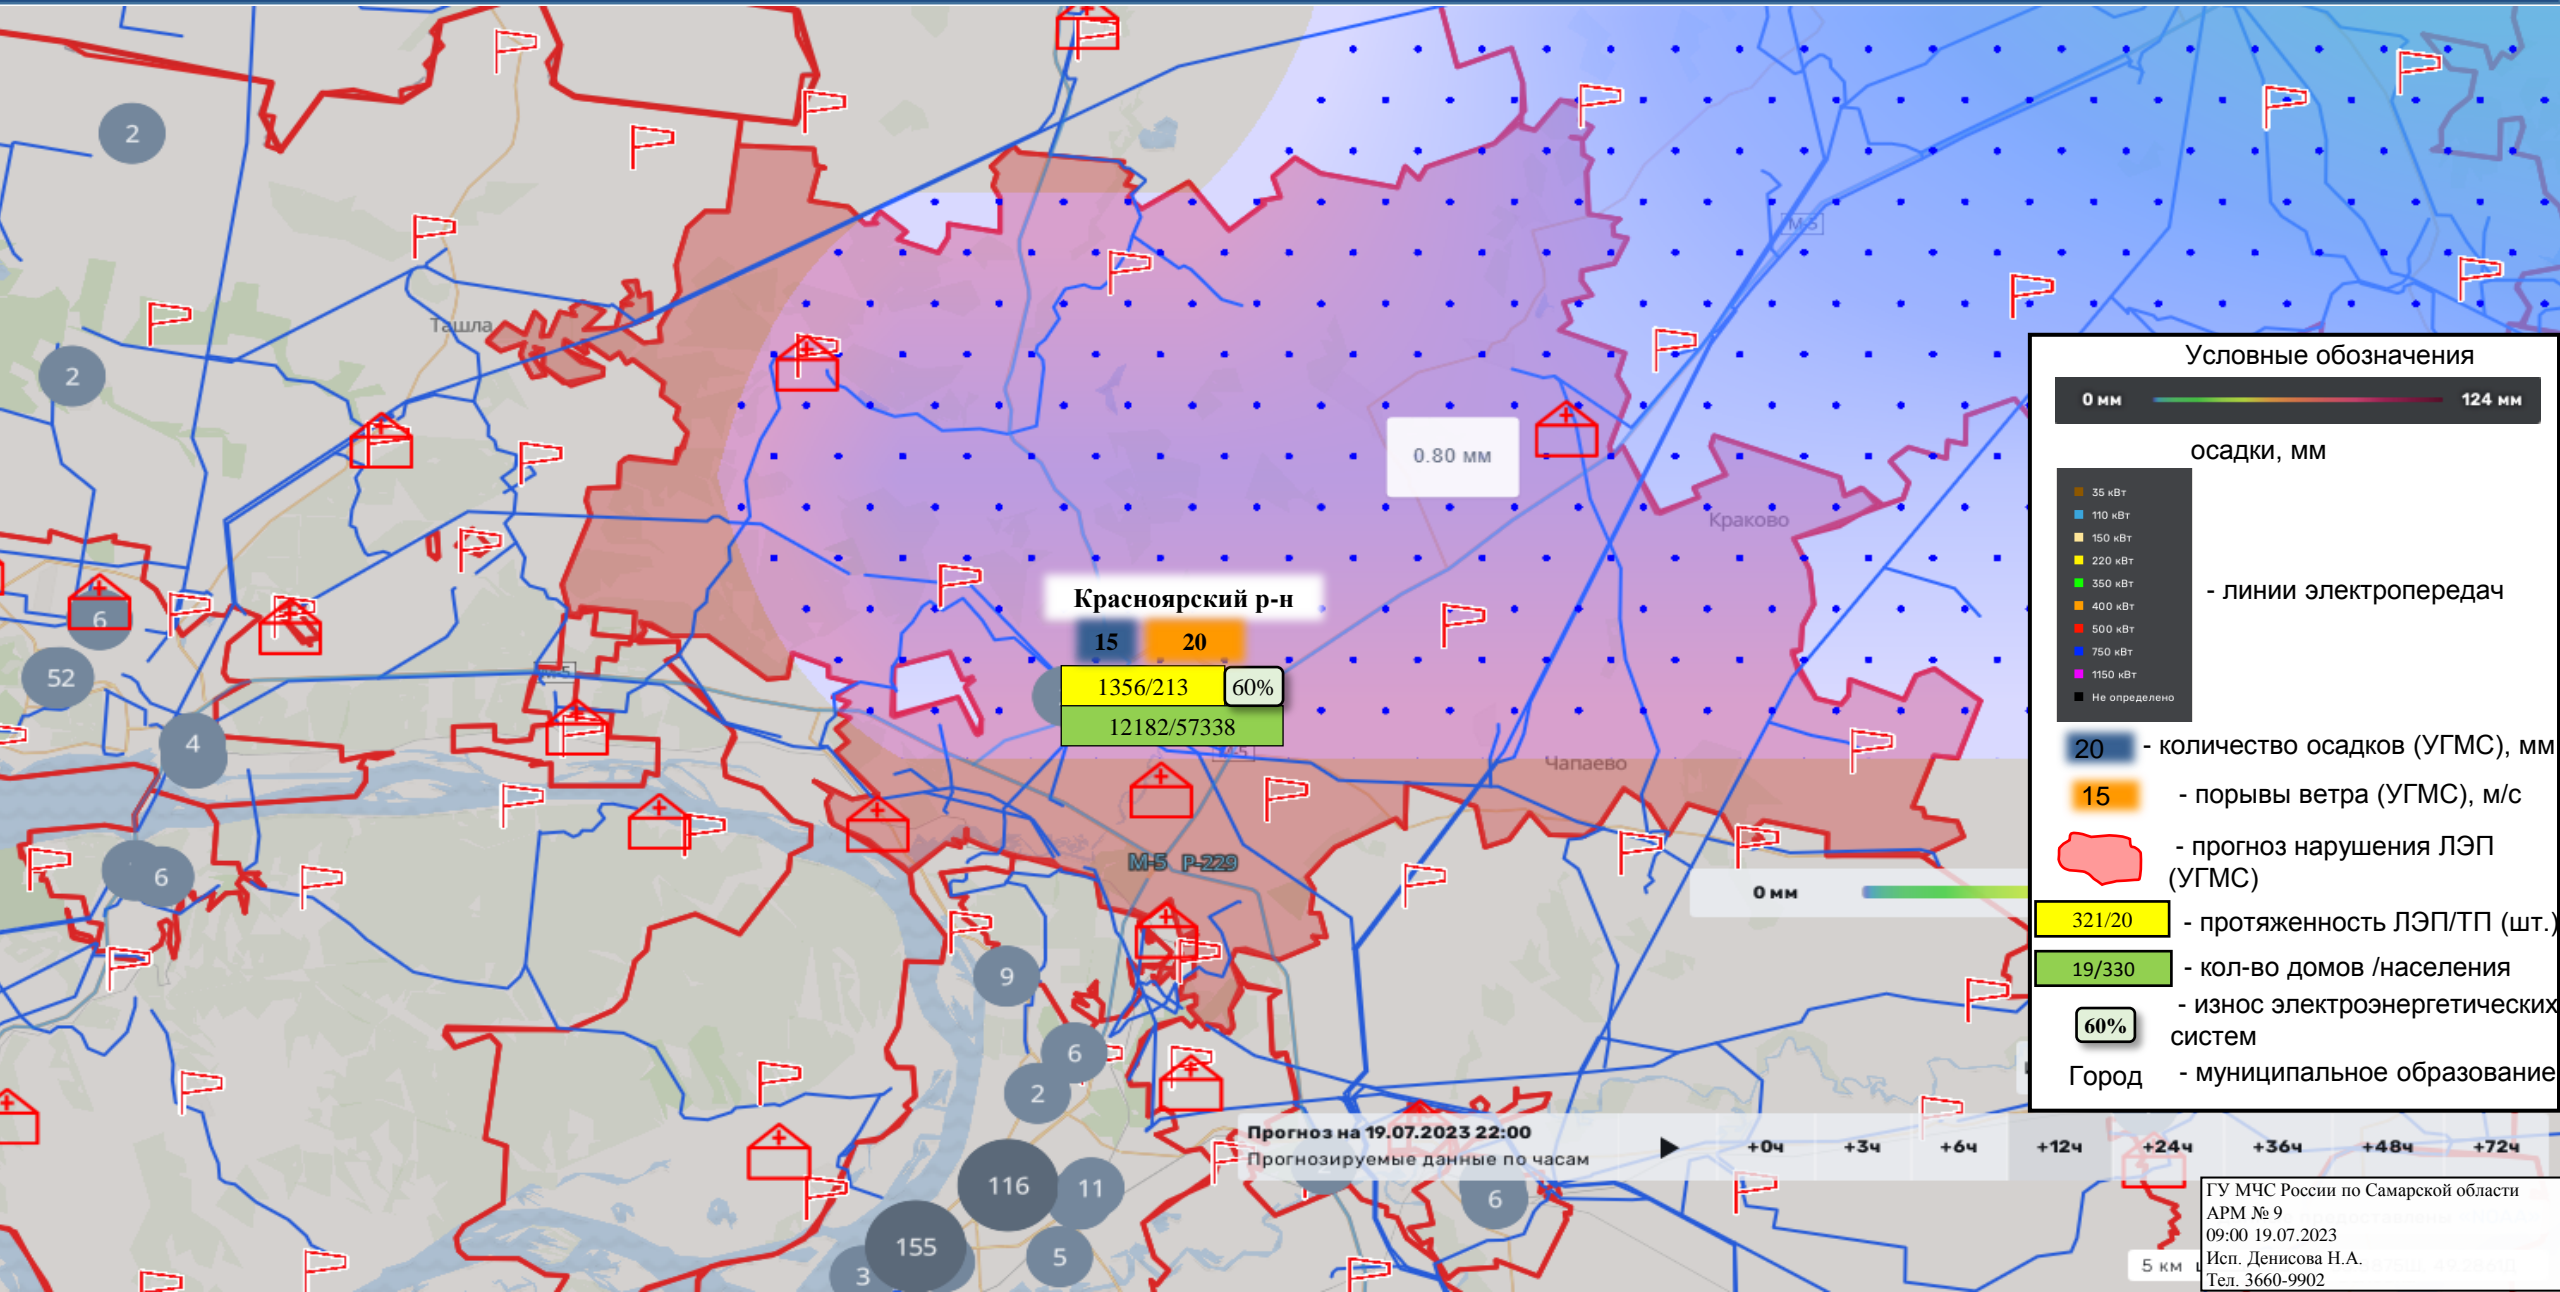 2
2
Ташла
М-5
0.80 мм
Краково
Красноярский р-н
15
20
1356/213
60%
12182/57338
6
52
4
6
Чапаево
М-5
Р-229
0 мм
9
6
2
116
11
155
3
5
6
Прогноз на 19.07.2023 22:00
Прогнозируемые данные по часам
+0ч
+3ч
+6ч
+12ч
+24ч
+36ч
+48ч
+72ч
5 км
Условные обозначения
0 мм
124 мм
осадки, мм
35 кВт
110 кВт
150 кВт
220 кВт
350 кВт
400 кВт
500 кВт
750 кВт
1150 кВт
Не определено
- линии электропередач
20 - количество осадков (УГМС), мм
15 - порывы ветра (УГМС), м/с
- прогноз нарушения ЛЭП
(УГМС)
321/20 - протяженность ЛЭП/ТП (шт.)
19/330 - кол-во домов /населения
- износ электроэнергетических
60%
систем
Город - муниципальное образование
ГУ МЧС России по Самарской области
АРМ № 9
09:00 19.07.2023
Исп. Денисова Н.А.
Тел. 3660-9902